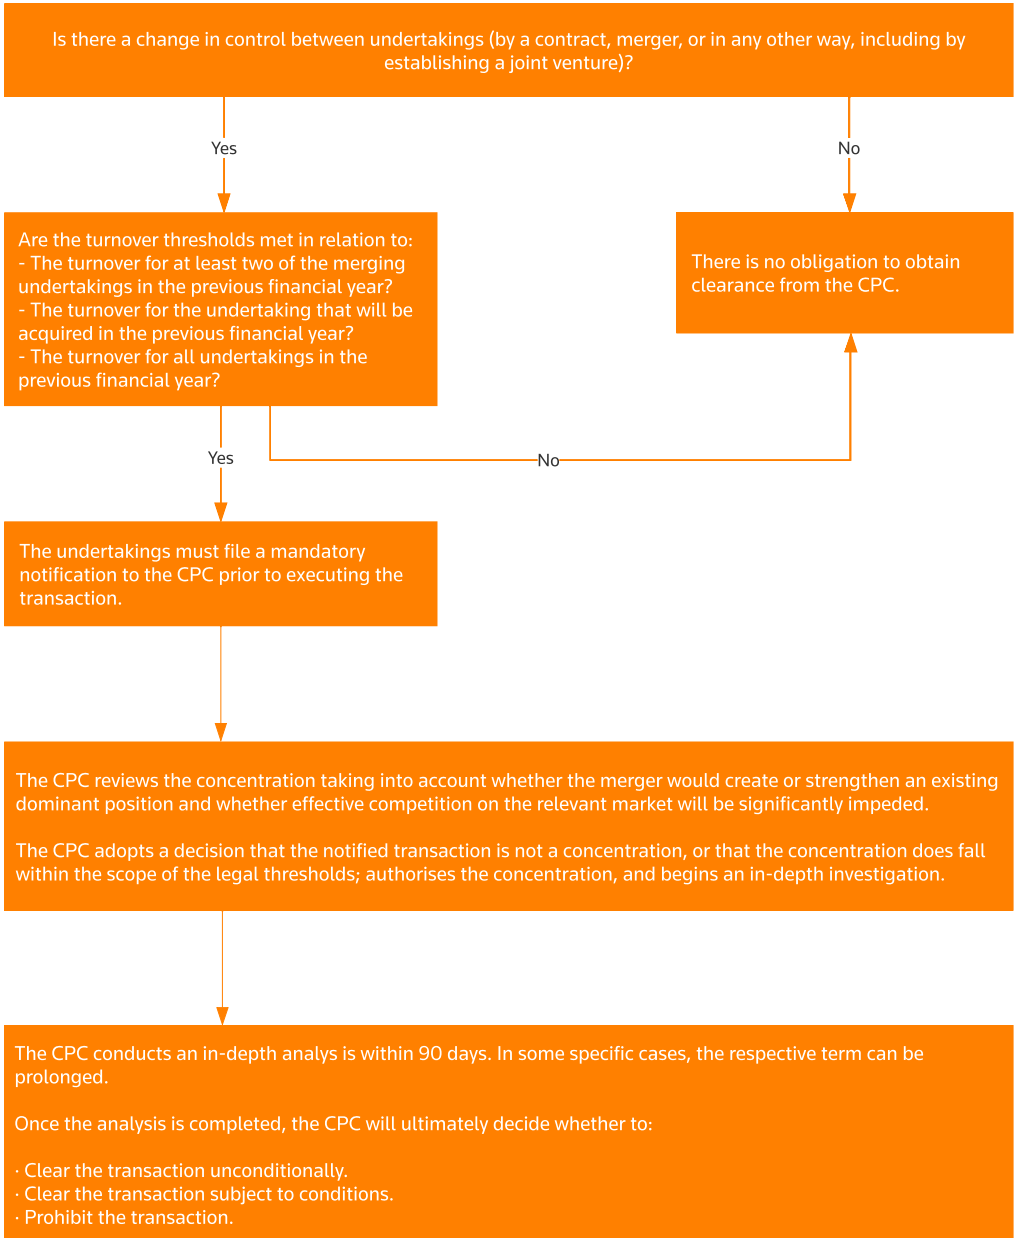 Is there a change in control between undertakings (by a contract, merger, or in any other way, including by
establishing a joint venture)?
Yes
No
Are the turnover thresholds met in relation to:
- The turnover for at least two of the merging
undertakings in the previous financial year?
- The turnover for the undertaking that will be
acquired in the previous financial year?
- The turnover for all undertakings in the
previous financial year?
There is no obligation to obtain
clearance from the CPC.
Yes
No
The undertakings must file a mandatory
notification to the CPC prior to executing the
transaction.
The CPC reviews the concentration taking into account whether the merger would create or strengthen an existing
dominant position and whether effective competition on the relevant market will be significantly impeded.
The CPC adopts a decision that the notified transaction is not a concentration, or that the concentration does fall
within the scope of the legal thresholds; authorises the concentration, and begins an in-depth investigation.
The CPC conducts an in-depth analys is within 90 days. In some specific cases, the respective term can be
prolonged.
Once the analysis is completed, the CPC will ultimately decide whether to:
· Clear the transaction unconditionally.
· Clear the transaction subject to conditions.
· Prohibit the transaction.